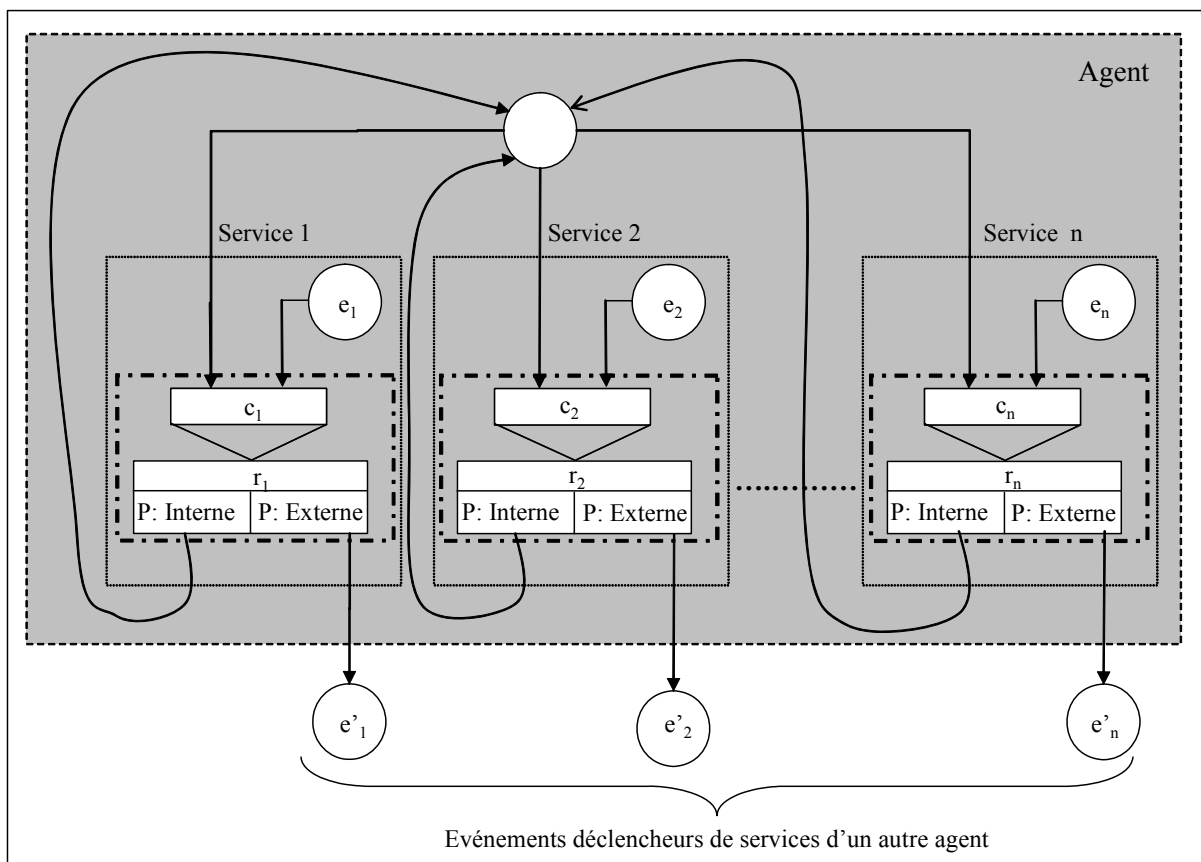 Agent
Service 1
Service 2
Service n
e₁
e₂
eₙ
c₁
c₂
cₙ
r₁
r₂
rₙ
P: Interne
P: Externe
P: Interne
P: Externe
P: Interne
P: Externe
e’₁
e’₂
e’ₙ
Evénements déclencheurs de services d’un autre agent